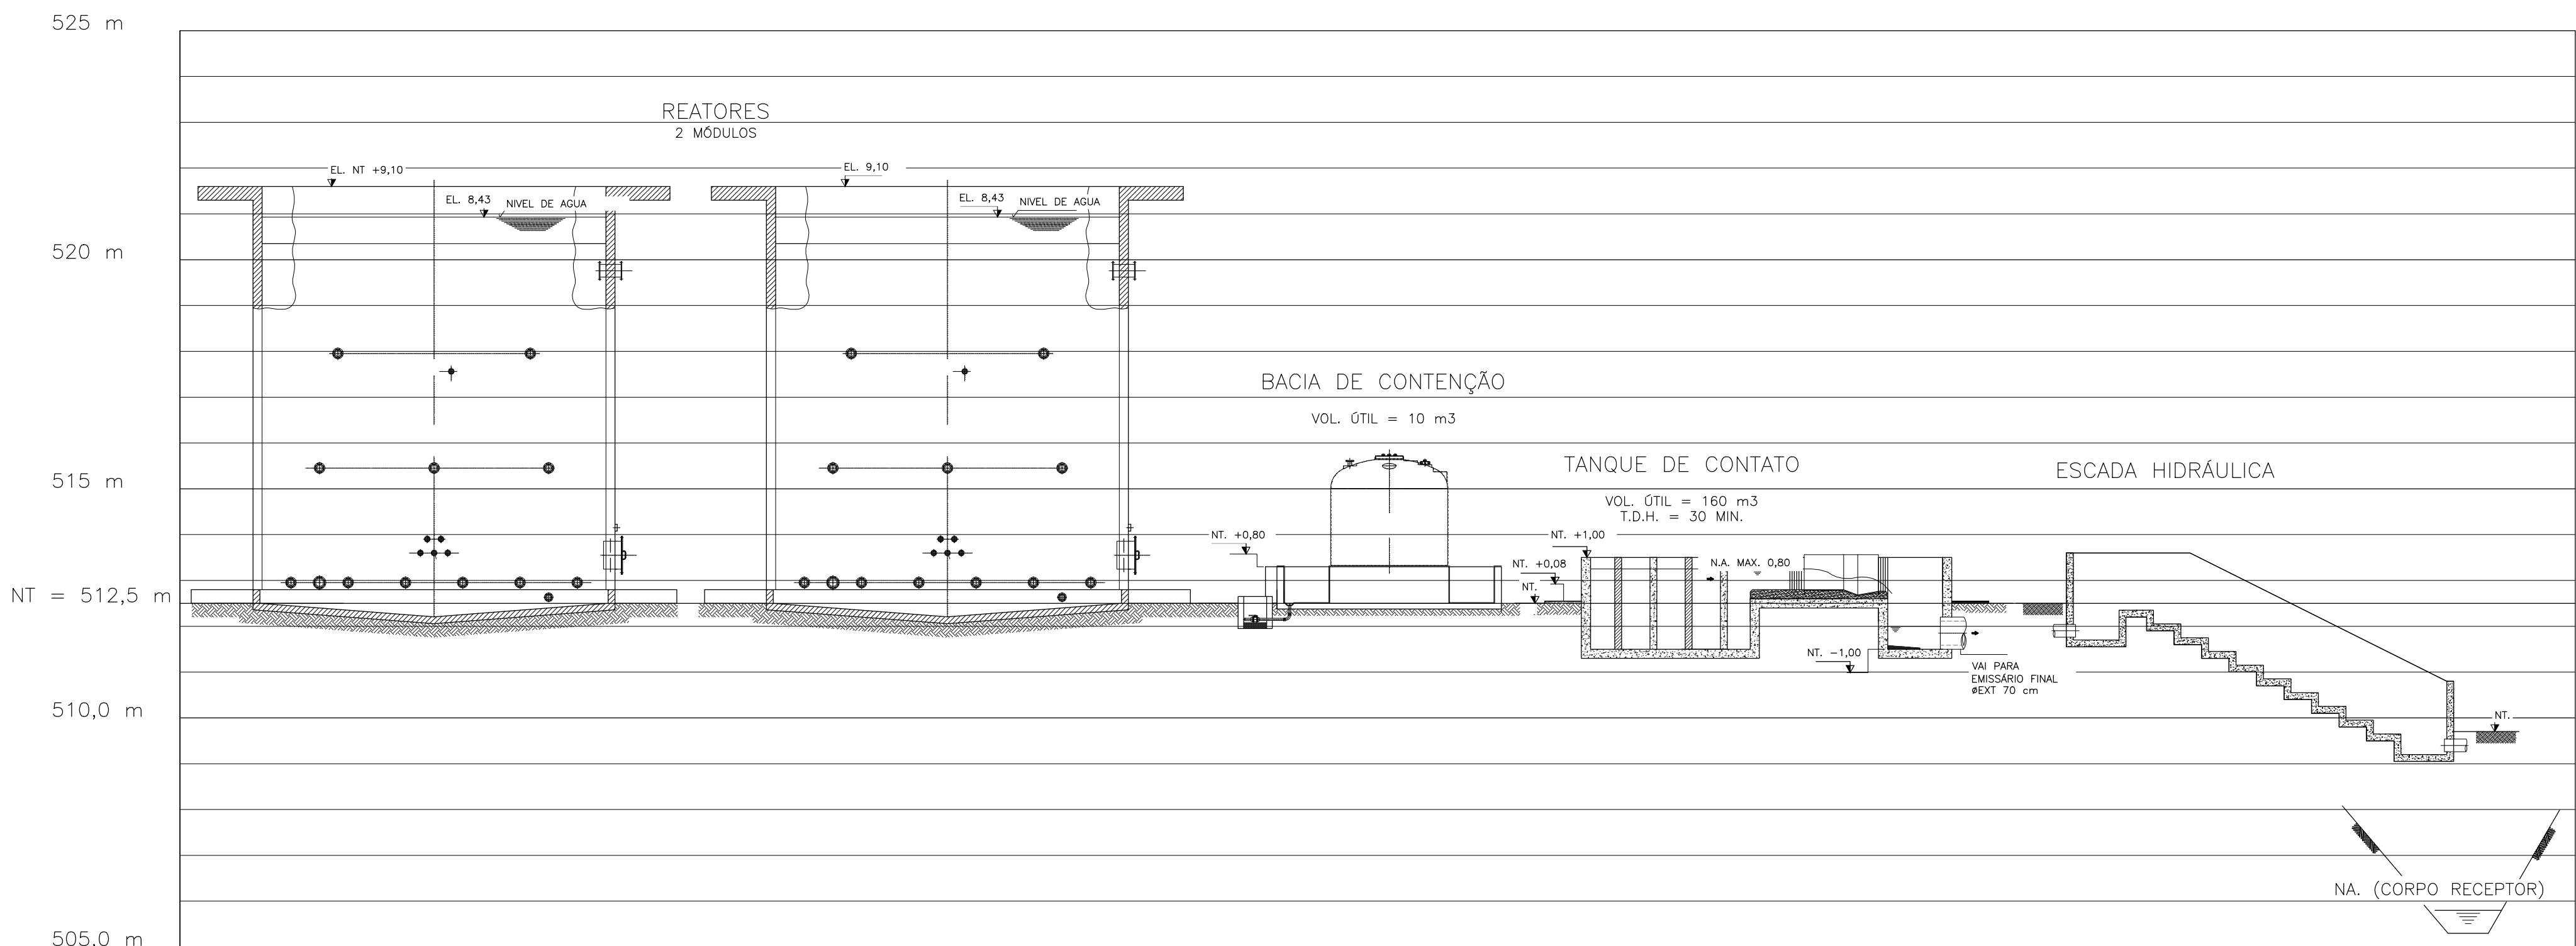 525 m
REATORES
2 MÓDULOS
EL. NT +9,10
EL. 9,10
EL. 8,43
NIVEL DE AGUA
EL. 8,43
NIVEL DE AGUA
520 m
BACIA DE CONTENÇÃO
VOL. ÚTIL = 10 m3
TANQUE DE CONTATO
VOL. ÚTIL = 160 m3
T.D.H. = 30 MIN.
ESCADA HIDRÁULICA
515 m
NT. +0,80
NT. +1,00
NT. +0,08
N.A. MAX. 0,80
NT.
NT = 512,5 m
NT. −1,00
VAI PARA
EMISSÁRIO FINAL
øEXT 70 cm
510,0 m
NT.
NA. (CORPO RECEPTOR)
505,0 m